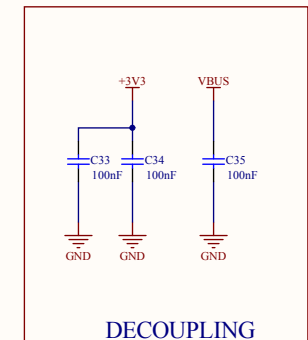 +3V3 VBUS
C33 C34 C35
100nF 100nF 100nF
GND GND GND
DECOUPLING